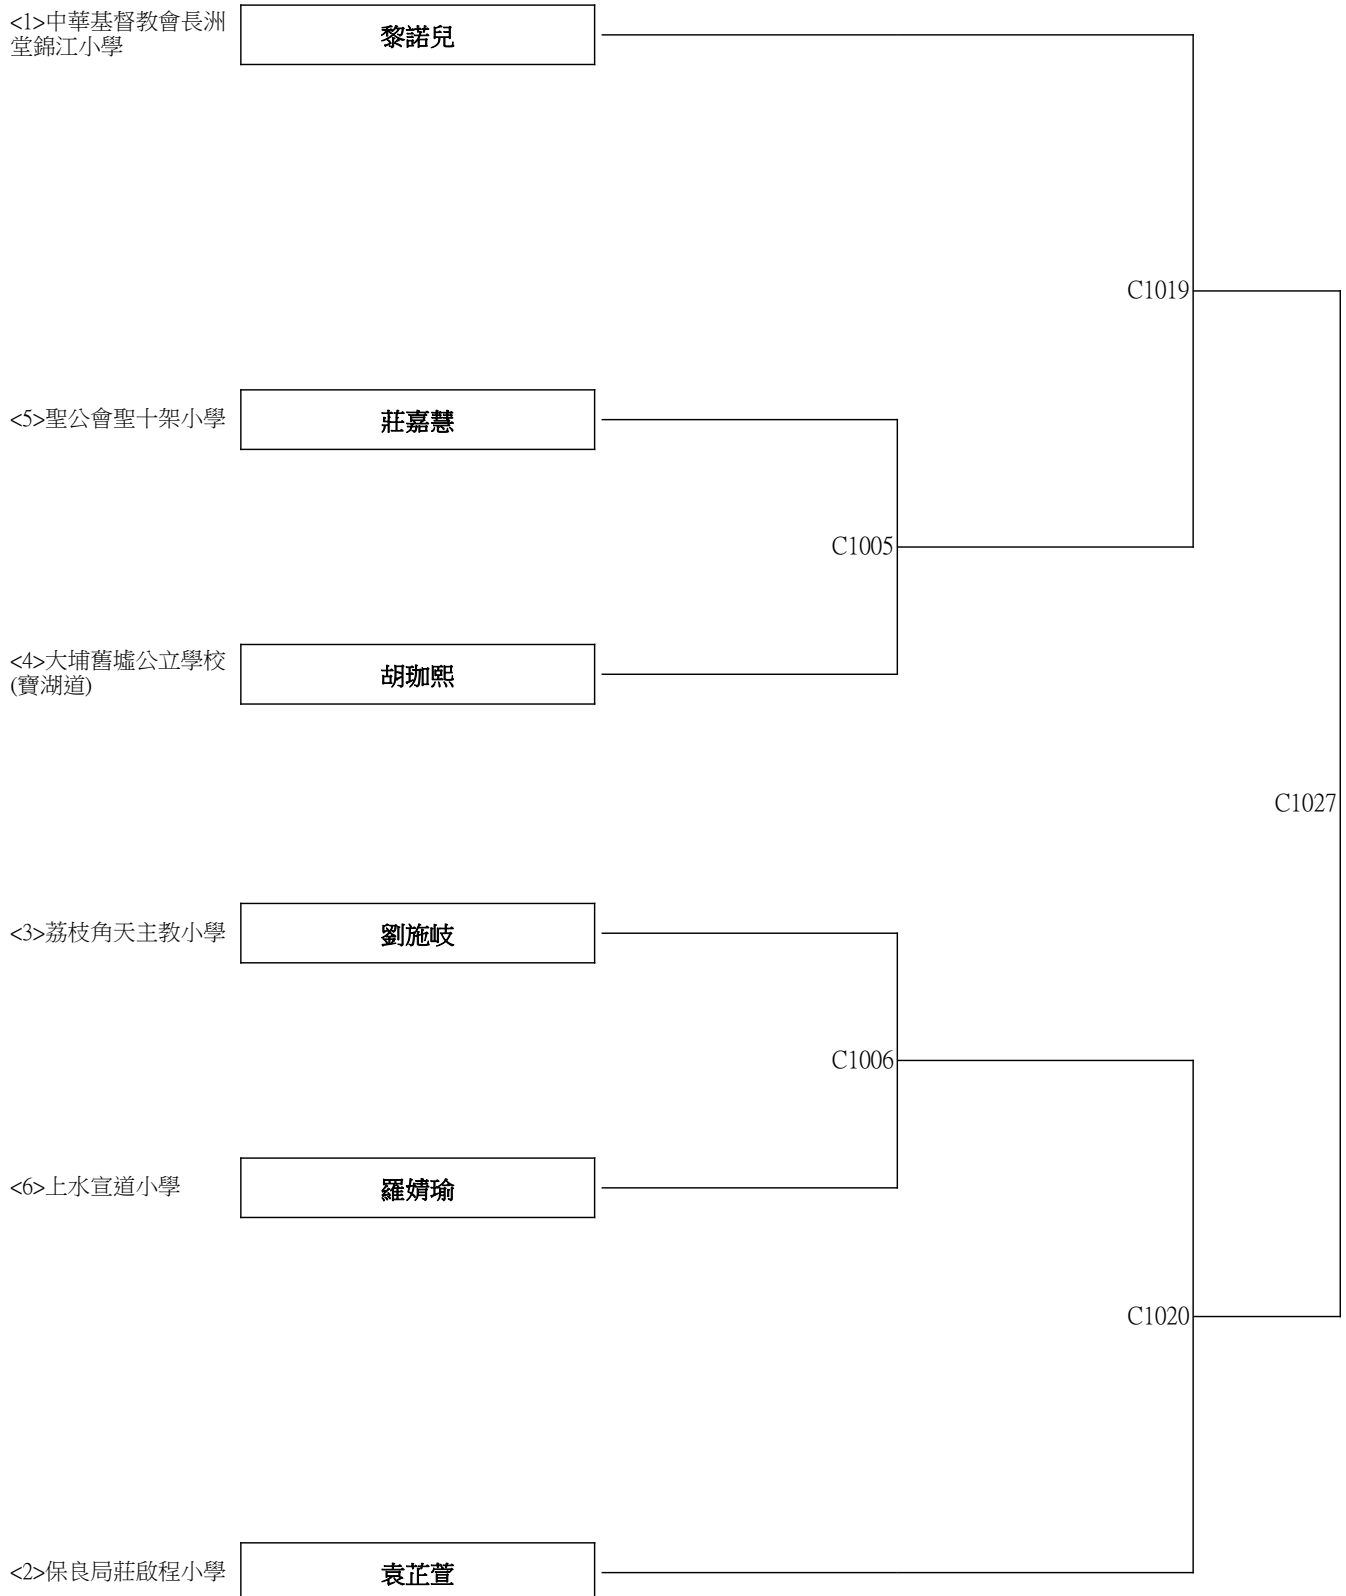 <1>中華基督教會長洲
堂錦江小學
黎諾兒
C1019
<5>聖公會聖十架小學
莊嘉慧
C1005
<4>大埔舊墟公立學校
(寶湖道)
胡珈熙
C1027
<3>荔枝角天主教小學
劉施岐
C1006
<6>上水宣道小學
羅婧瑜
C1020
<2>保良局莊啟程小學
袁芷萱